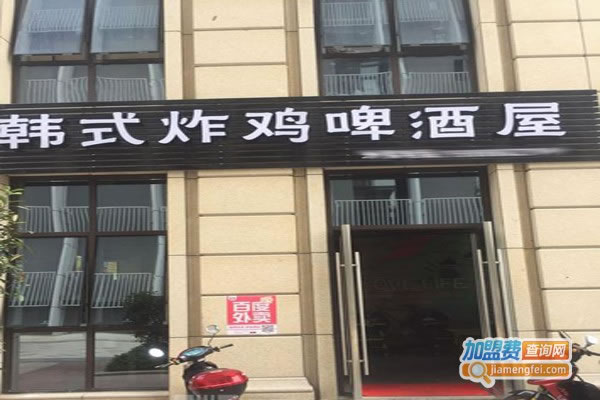 韩式炸鸡啤酒屋
LIFE
百度
外卖
加盟费查询网
jiamengfei.com